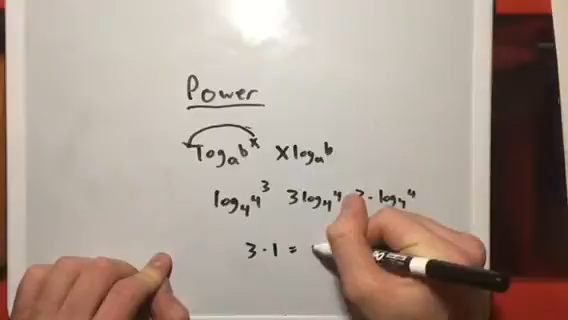 Power
log_a b^x x log_a b
log_4 4^3 3 log_4 4 3 · log_4 4
3 · 1 =